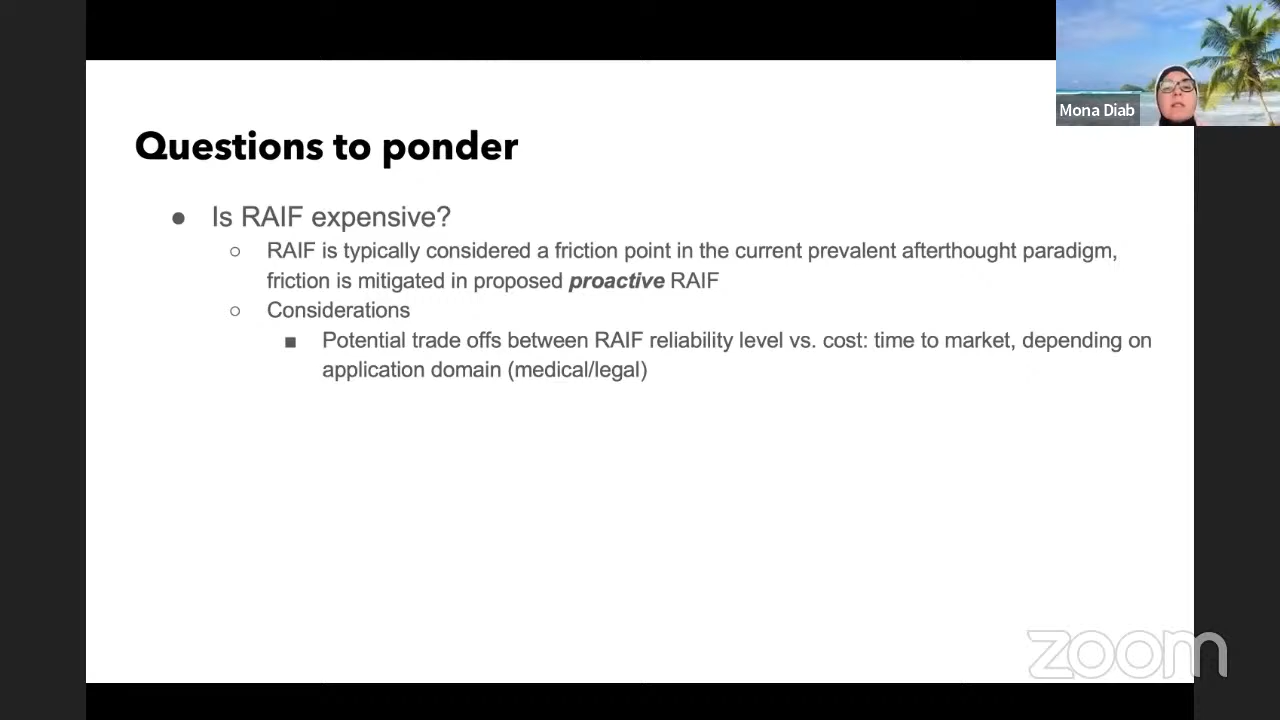 Mona Diab
Questions to ponder
● Is RAIF expensive?
○ RAIF is typically considered a friction point in the current prevalent afterthought paradigm,
friction is mitigated in proposed proactive RAIF
○ Considerations
■ Potential trade offs between RAIF reliability level vs. cost: time to market, depending on
application domain (medical/legal)
zoom